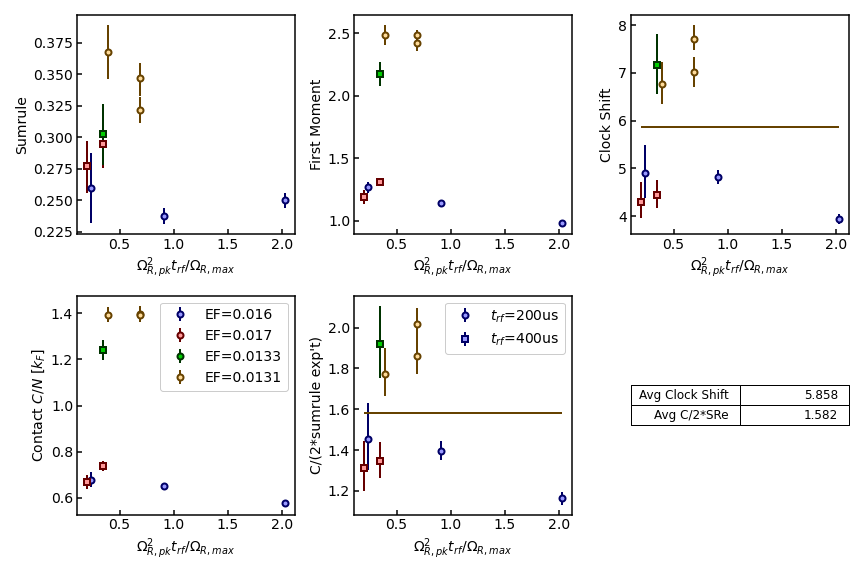 Sumrule
0.375
0.350
0.325
0.300
0.275
0.250
0.225
0.5 1.0 1.5 2.0
Ω²R,pk trf/ΩR,max
First Moment
2.5
2.0
1.5
1.0
0.5 1.0 1.5 2.0
Ω²R,pk trf/ΩR,max
Clock Shift
8
7
6
5
4
0.5 1.0 1.5 2.0
Ω²R,pk trf/ΩR,max
Contact C/N [kF]
1.4
1.2
1.0
0.8
0.6
EF=0.016
EF=0.017
EF=0.0133
EF=0.0131
0.5 1.0 1.5 2.0
Ω²R,pk trf/ΩR,max
C/(2*sumrule exp't)
2.0
1.8
1.6
1.4
1.2
trf=200us
trf=400us
0.5 1.0 1.5 2.0
Ω²R,pk trf/ΩR,max
Avg Clock Shift 5.858
Avg C/2*SRe 1.582